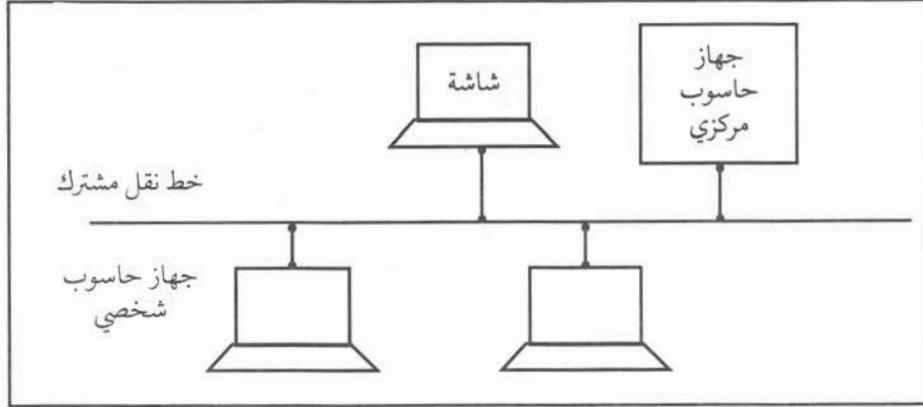 جهاز
حاسوب
مركزي
شاشة
خط نقل مشترك
جهاز حاسوب
شخصي